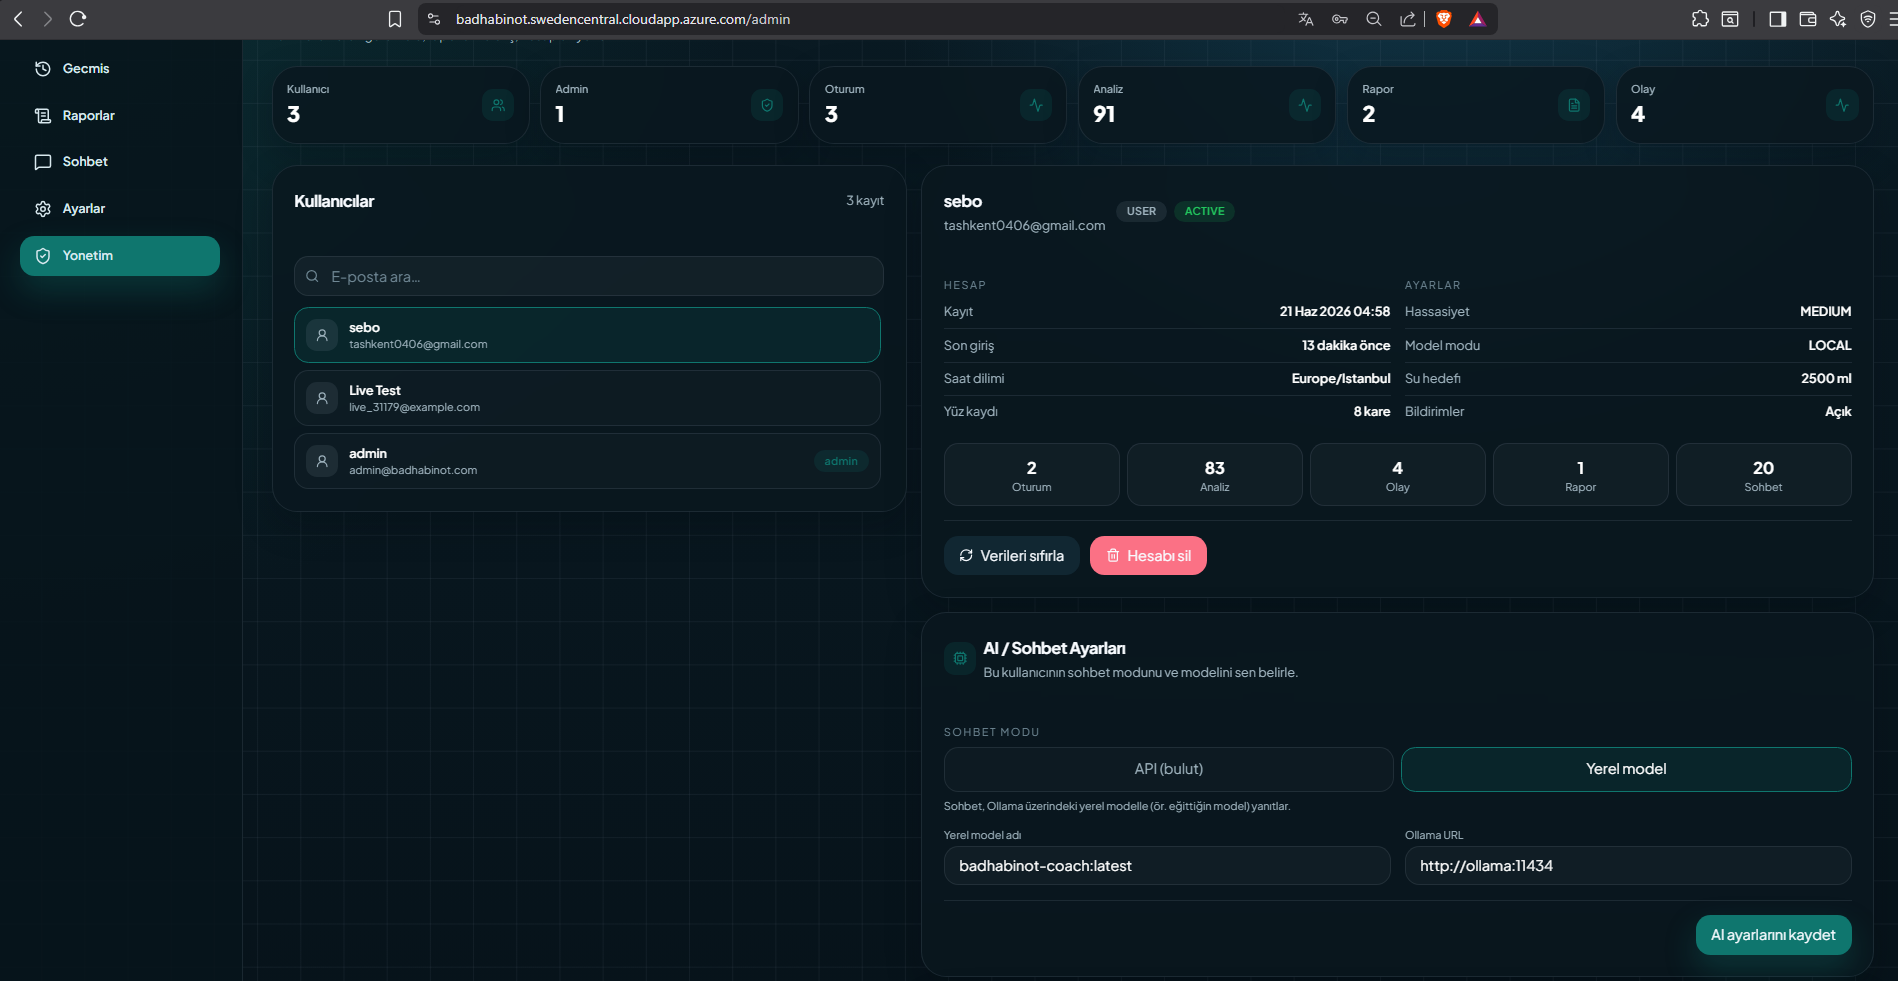 badhabinot.swedencentral.cloudapp.azure.com/admin
Gecmis
Raporlar
Sohbet
Ayarlar
Yonetim
Kullanıcı
3
Admin
1
Oturum
3
Analiz
91
Rapor
2
Olay
4
Kullanıcılar
3 kayıt
E-posta ara...
sebo
tashkent0406@gmail.com
Live Test
live_31179@example.com
admin
admin@badhabinot.com
admin
sebo
tashkent0406@gmail.com
USER
ACTIVE
HESAP
Kayıt 21 Haz 2026 04:58
Son giriş 13 dakika önce
Saat dilimi Europe/Istanbul
Yüz kaydı 8 kare
AYARLAR
Hassasiyet MEDIUM
Model modu LOCAL
Su hedefi 2500 ml
Bildirimler Açık
2
Oturum
83
Analiz
4
Olay
1
Rapor
20
Sohbet
Verileri sıfırla
Hesabı sil
AI / Sohbet Ayarları
Bu kullanıcının sohbet modunu ve modelini sen belirle.
SOHBET MODU
API (bulut)
Yerel model
Sohbet, Ollama üzerindeki yerel modelle (ör. eğittiğin model) yanıtlar.
Yerel model adı
badhabinot-coach:latest
Ollama URL
http://ollama:11434
AI ayarlarını kaydet